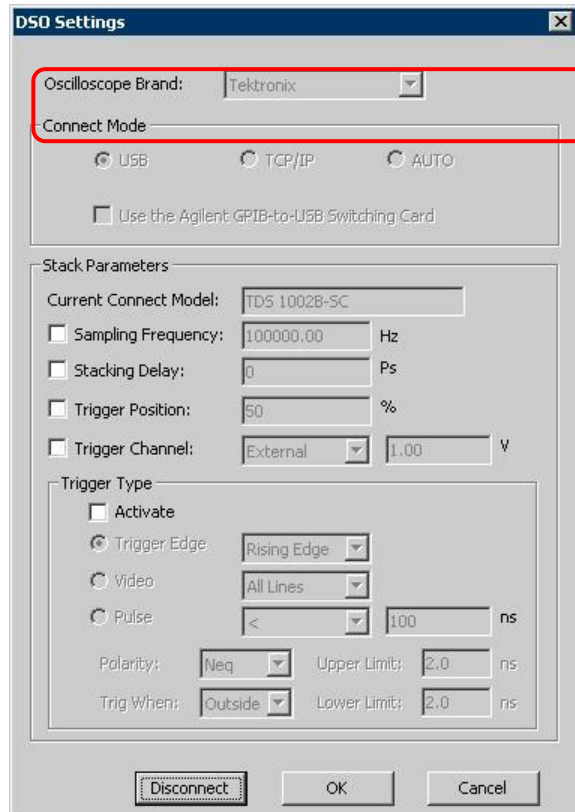 DSO Settings
Oscilloscope Brand: Tektronix
Connect Mode
USB TCP/IP AUTO
Use the Agilent GPIB-to-USB Switching Card
Stack Parameters
Current Connect Model: TDS 1002B-SC
Sampling Frequency: 100000.00 Hz
Stacking Delay: 0 Ps
Trigger Position: 50 %
Trigger Channel: External 1.00 V
Trigger Type
Activate
Trigger Edge Rising Edge
Video All Lines
Pulse < 100 ns
Polarity: Neq Upper Limit: 2.0 ns
Trig When: Outside Lower Limit: 2.0 ns
Disconnect OK Cancel